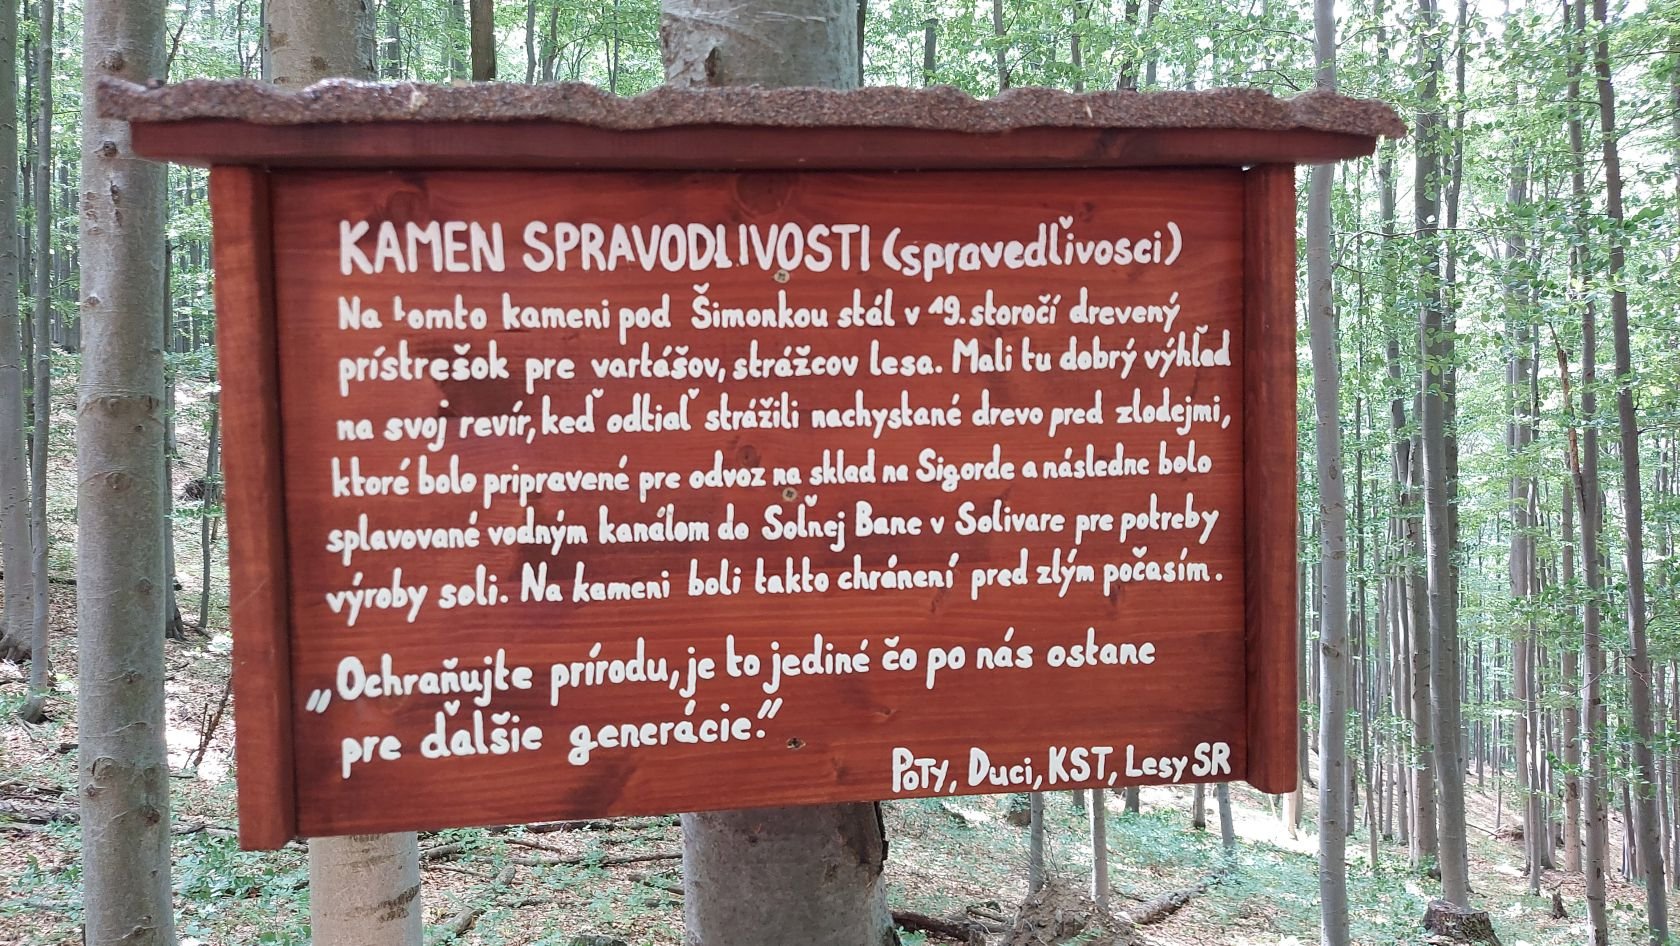 KAMEN SPRAVODLIVOSTI (spravedľivosci)
Na tomto kameni pod Šimonkou stál v 19. storočí drevený
prístrešok pre vartášov, strážcov lesa. Mali tu dobrý výhľad
na svoj revír, keď odtiaľ strážili nachystané drevo pred zlodejmi,
ktoré bolo pripravené pre odvoz na sklad na Sigorde a následne bolo
splavované vodným kanálom do Soľnej Bane v Solivare pre potreby
výroby soli. Na kameni boli takto chránení pred zlým počasím.
„Ochraňujte prírodu, je to jediné čo po nás ostane
pre ďaľšie generácie.“
POTY, Duci, KST, Lesy SR